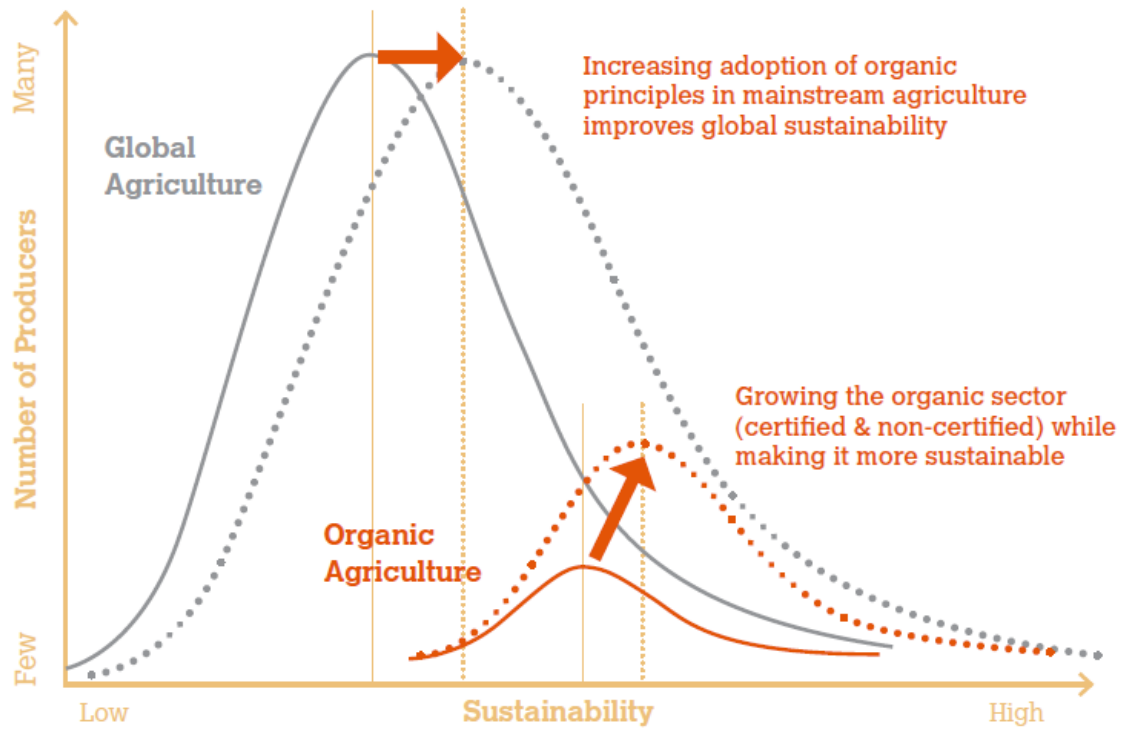 Many
Increasing adoption of organic
principles in mainstream agriculture
improves global sustainability
Global
Agriculture
Number of Producers
Growing the organic sector
(certified & non-certified) while
making it more sustainable
Organic
Agriculture
Few
Low
Sustainability
High